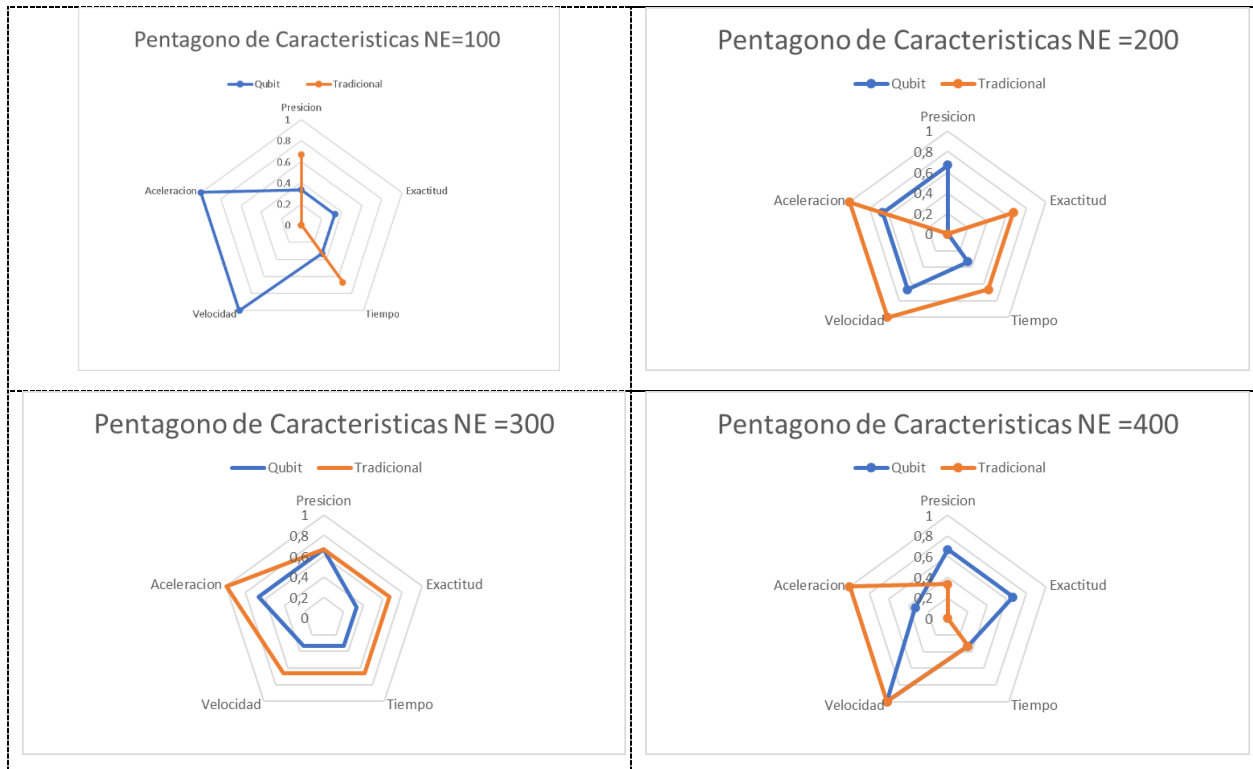 Pentagono de Caracteristicas NE=100
Qubit Tradicional
Presicion
1
0.8
0.6
0.4
0.2
0
Aceleracion
Exactitud
Velocidad
Tiempo
Pentagono de Caracteristicas NE =200
Qubit Tradicional
Presicion
1
0,8
0,6
0,4
0,2
0
Aceleracion
Exactitud
Velocidad
Tiempo
Pentagono de Caracteristicas NE =300
Qubit Tradicional
Presicion
1
0,8
0,6
0,4
0,2
0
Aceleracion
Exactitud
Velocidad
Tiempo
Pentagono de Caracteristicas NE =400
Qubit Tradicional
Presicion
1
0,8
0,6
0,4
0,2
0
Aceleracion
Exactitud
Velocidad
Tiempo